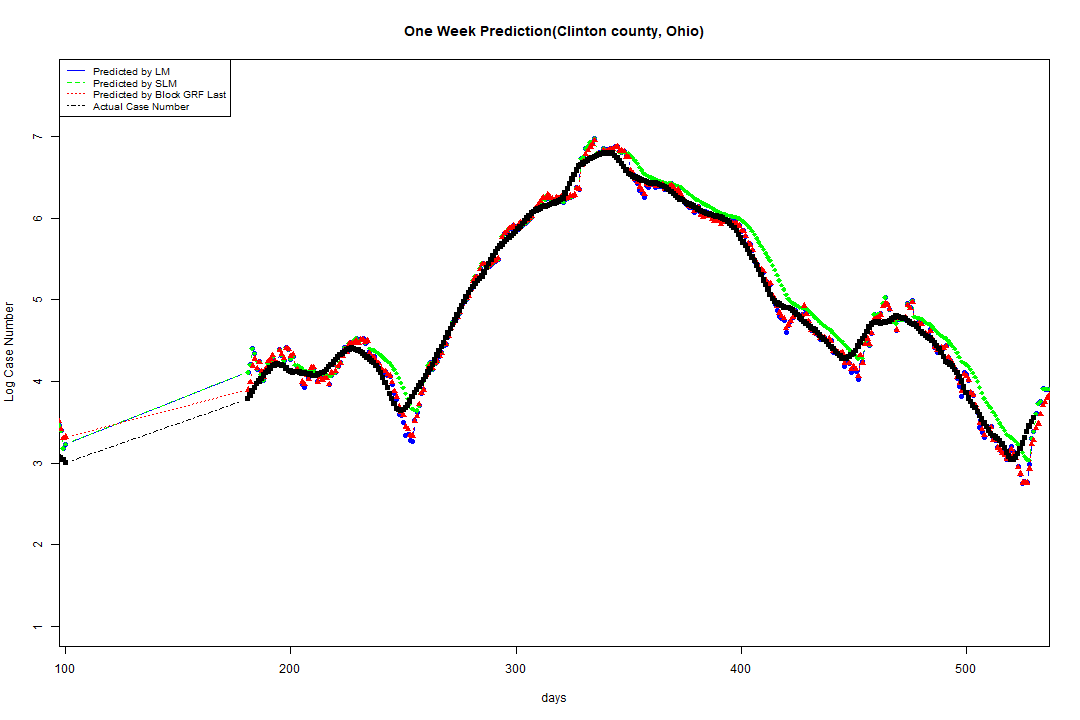 One Week Prediction(Clinton county, Ohio)
Predicted by LM
Predicted by SLM
Predicted by Block GRF Last
Actual Case Number
Log Case Number
7
6
5
4
3
2
1
100 200 300 400 500
days